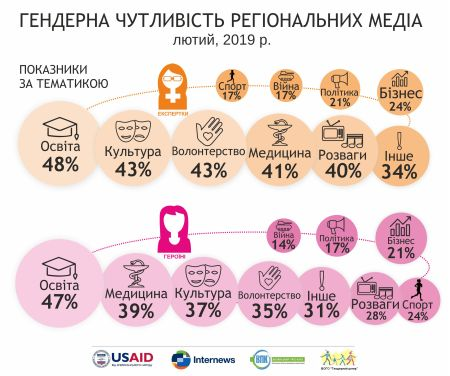 ГЕНДЕРНА ЧУТЛИВІСТЬ РЕГІОНАЛЬНИХ МЕДІА
лютий, 2019 р.
ПОКАЗНИКИ
ЗА ТЕМАТИКОЮ
ЕКСПЕРТКИ
Спорт
17%
Війна
17%
Політика
21%
Бізнес
24%
Освіта
48%
Культура
43%
Волонтерство
43%
Медицина
41%
Розваги
40%
Інше
34%
ГЕРОЇНІ
Війна
14%
Політика
17%
Бізнес
21%
Освіта
47%
Медицина
39%
Культура
37%
Волонтерство
35%
Інше
31%
Розваги
28%
Спорт
24%
USAID
Internews